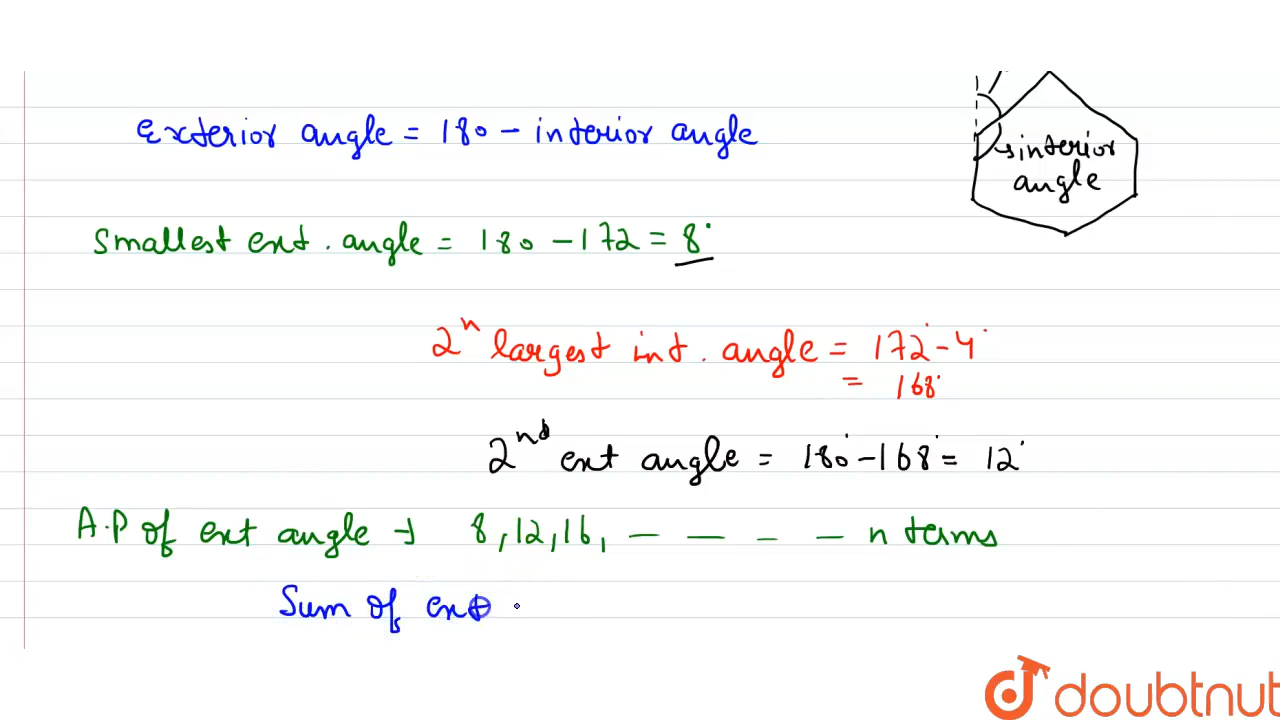 Exterior angle = 180 - interior angle
→ interior
angle
Smallest ext. angle = 180 - 172 = 8°
2ⁿ largest int. angle = 172° - 4°
= 168°
2ⁿᵈ ext angle = 180° - 168° = 12°
A.P of ext angle → 8, 12, 16, — — — — n terms
Sum of ext
doubtnut